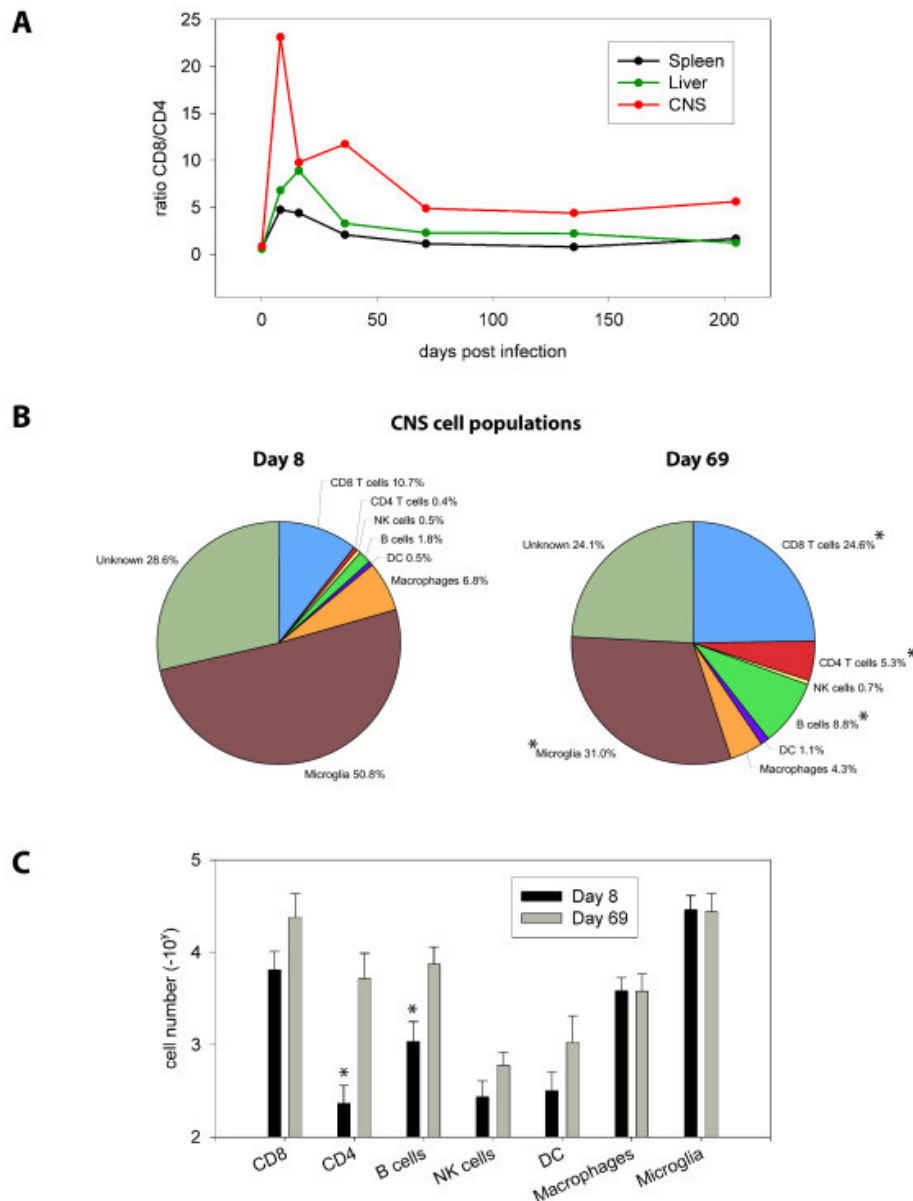 A
25
20
15
10
5
0
ratio CD8/CD4
Spleen
Liver
CNS
0 50 100 150 200
days post infection
B
CNS cell populations
Day 8
CD8 T cells 10.7%
CD4 T cells 0.4%
NK cells 0.5%
B cells 1.8%
DC 0.5%
Macrophages 6.8%
Unknown 28.6%
Microglia 50.8%
Day 69
Unknown 24.1%
CD8 T cells 24.6% *
CD4 T cells 5.3% *
NK cells 0.7%
B cells 8.8% *
DC 1.1%
Macrophages 4.3%
* Microglia 31.0%
C
5
4
3
2
cell number (-10ʸ)
Day 8
Day 69
*
*
CD8 CD4 B cells NK cells DC Macrophages Microglia